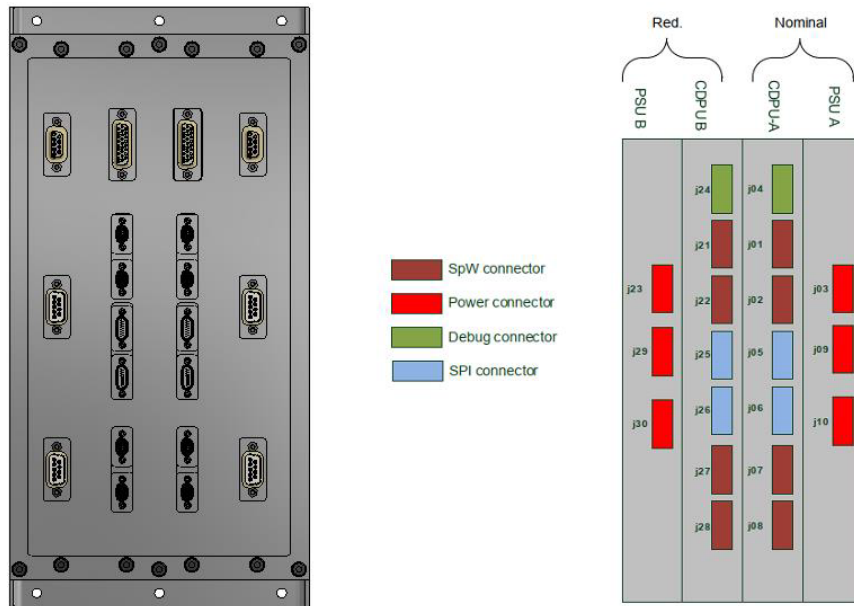 Red.
Nominal
PSU B
CDPU B
CDPU-A
PSU A
j24
j04
j21
j01
SpW connector
j23
j03
Power connector
j22
j02
Debug connector
j29
j25
j05
j09
SPI connector
j30
j26
j06
j10
j27
j07
j28
j08